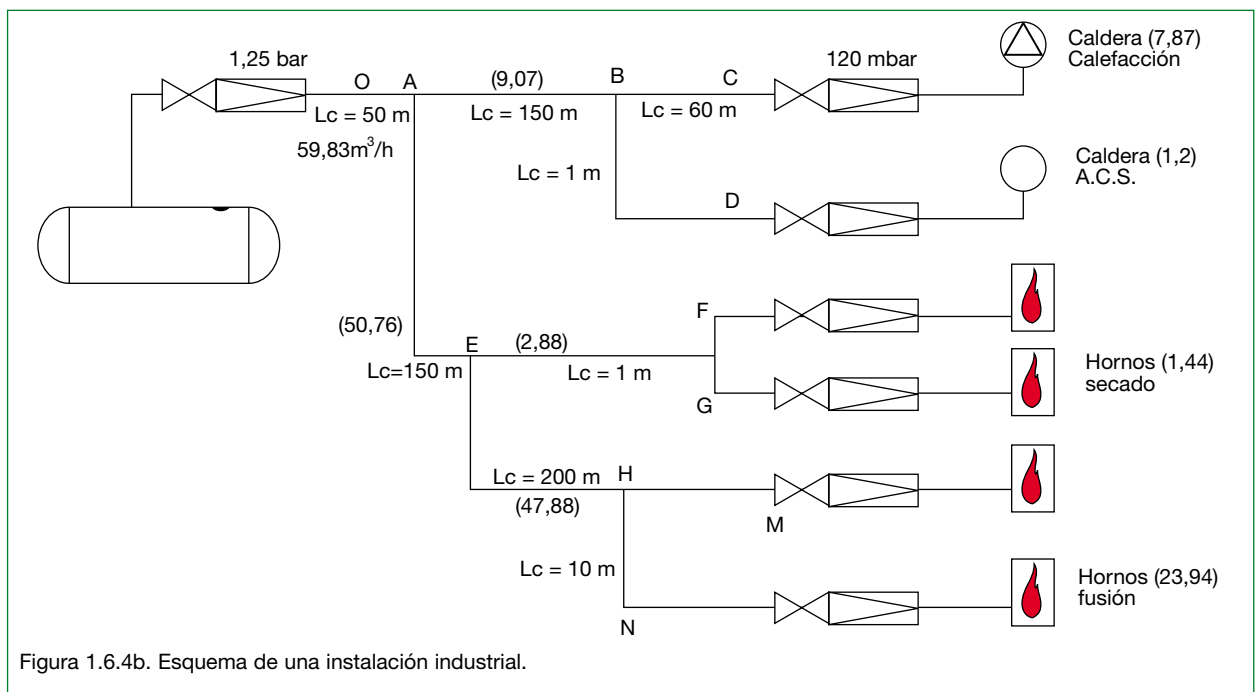 1,25 bar
O
A
(9,07)
B
C
120 mbar
Caldera (7,87)
Calefacción
Lc = 50 m
Lc = 150 m
Lc = 60 m
59,83m³/h
Lc = 1 m
Caldera (1,2)
A.C.S.
D
F
(50,76)
E
(2,88)
Lc=150 m
Lc = 1 m
Hornos (1,44)
secado
G
Lc = 200 m
H
(47,88)
M
Lc = 10 m
Hornos (23,94)
fusión
N
Figura 1.6.4b. Esquema de una instalación industrial.